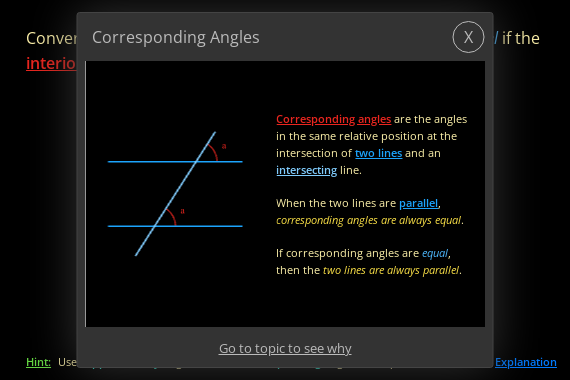 Corresponding Angles X
Conver if the
interio
Corresponding angles are the angles
in the same relative position at the
intersection of two lines and an
intersecting line.
When the two lines are parallel,
corresponding angles are always equal.
If corresponding angles are equal,
then the two lines are always parallel.
a
a
Go to topic to see why
Hint: Use Explanation